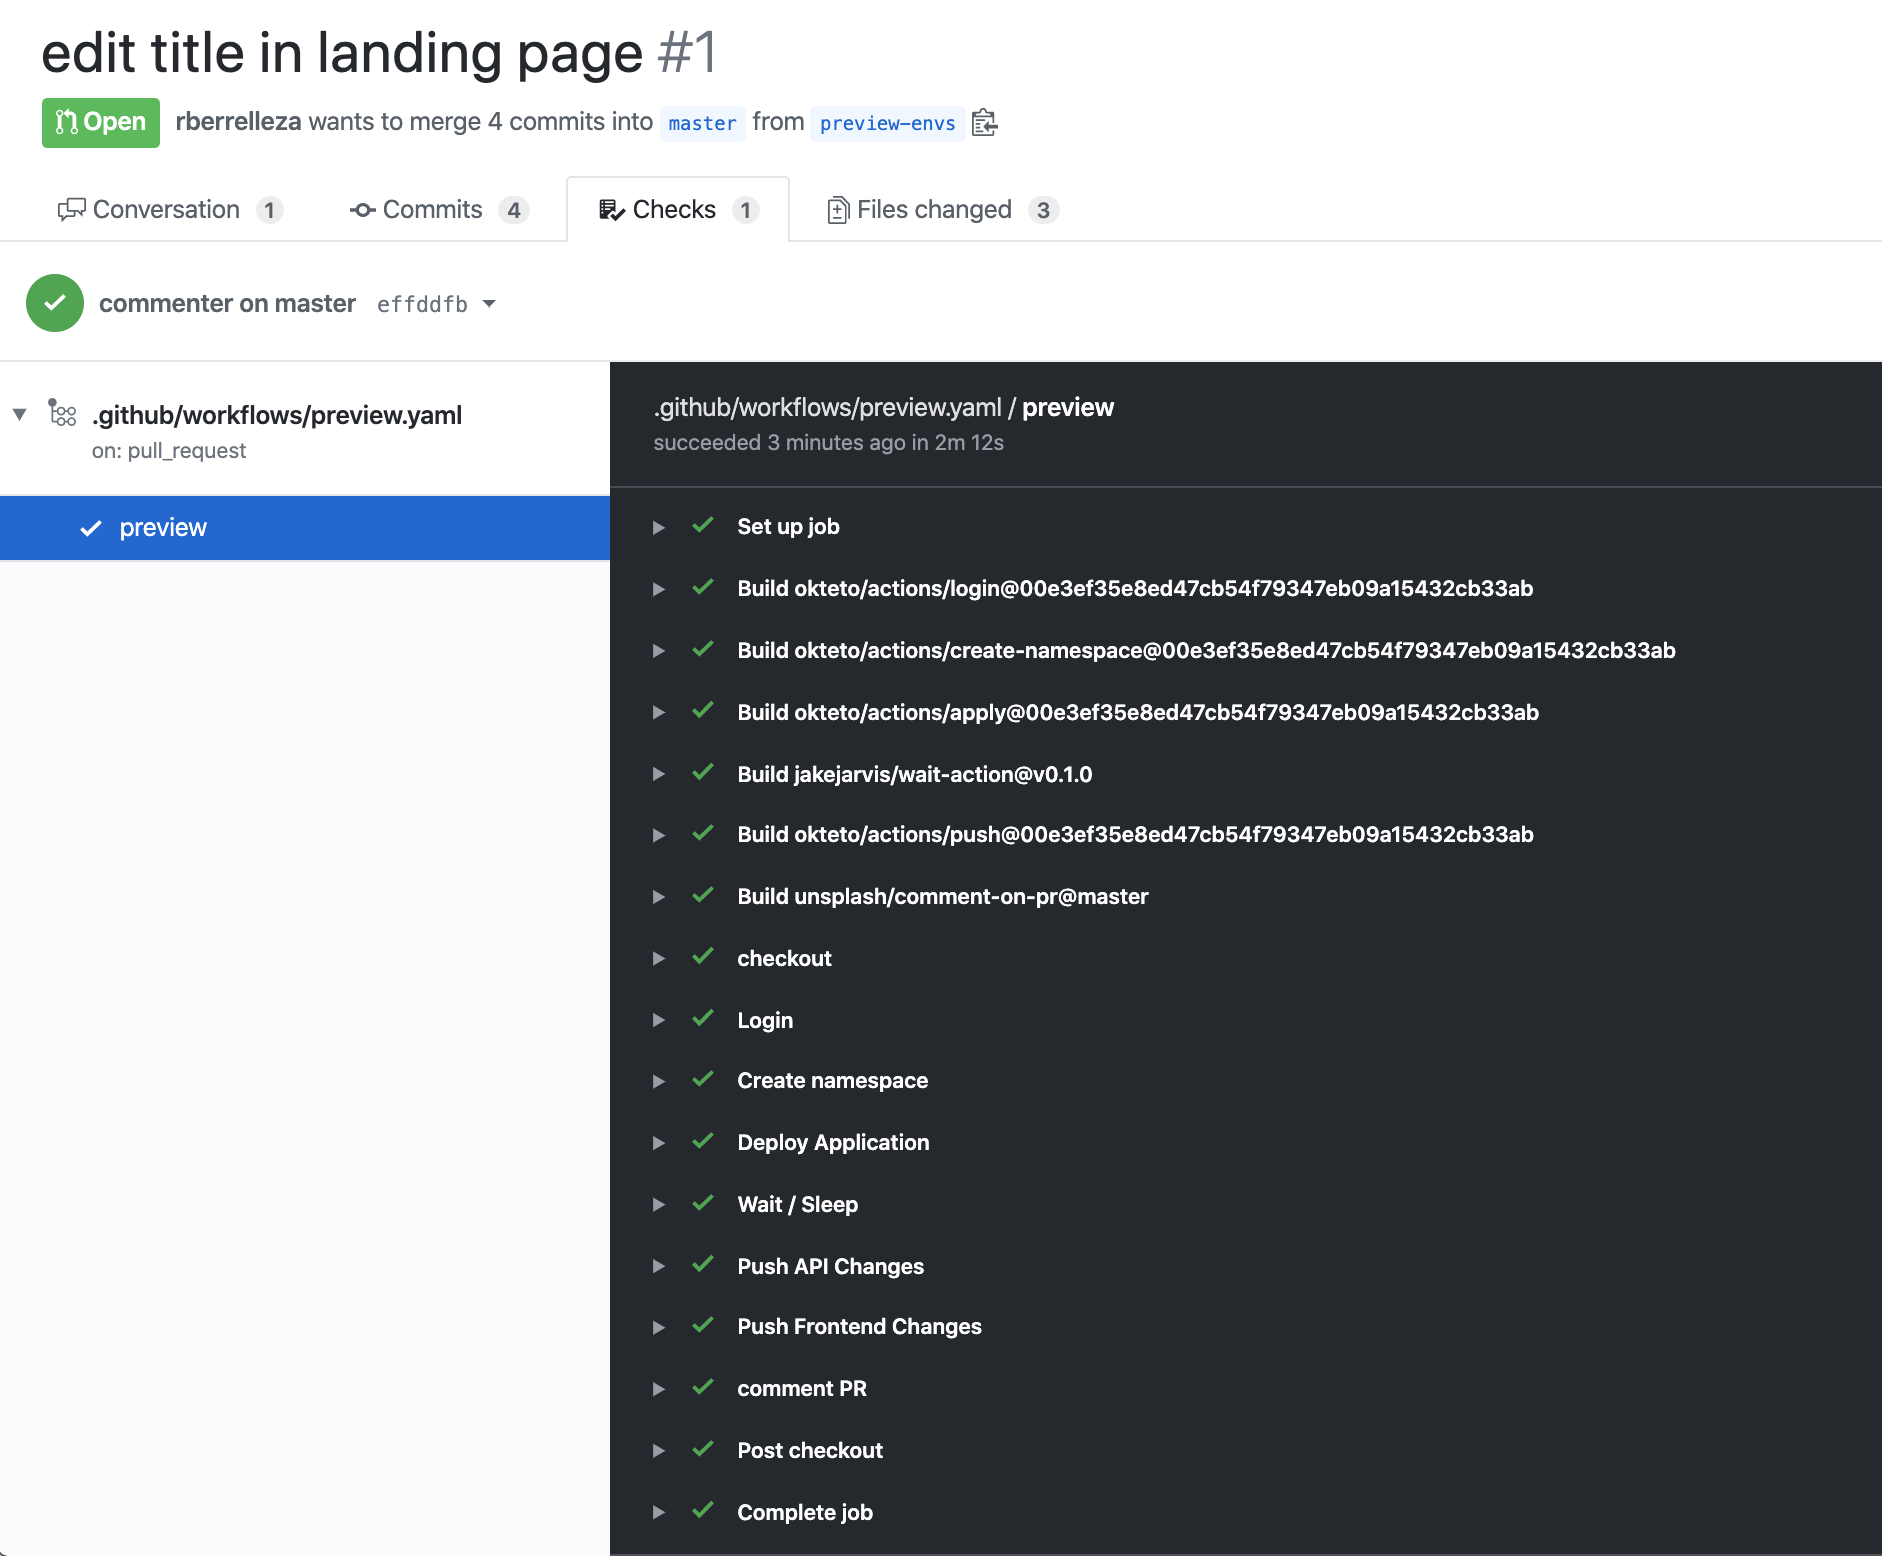 edit title in landing page #1
Open rberrelleza wants to merge 4 commits into master from preview-envs
Conversation 1 Commits 4 Checks 1 Files changed 3
commenter on master effddfb
.github/workflows/preview.yaml
on: pull_request
preview
.github/workflows/preview.yaml / preview
succeeded 3 minutes ago in 2m 12s
Set up job
Build okteto/actions/login@00e3ef35e8ed47cb54f79347eb09a15432cb33ab
Build okteto/actions/create-namespace@00e3ef35e8ed47cb54f79347eb09a15432cb33ab
Build okteto/actions/apply@00e3ef35e8ed47cb54f79347eb09a15432cb33ab
Build jakejarvis/wait-action@v0.1.0
Build okteto/actions/push@00e3ef35e8ed47cb54f79347eb09a15432cb33ab
Build unsplash/comment-on-pr@master
checkout
Login
Create namespace
Deploy Application
Wait / Sleep
Push API Changes
Push Frontend Changes
comment PR
Post checkout
Complete job